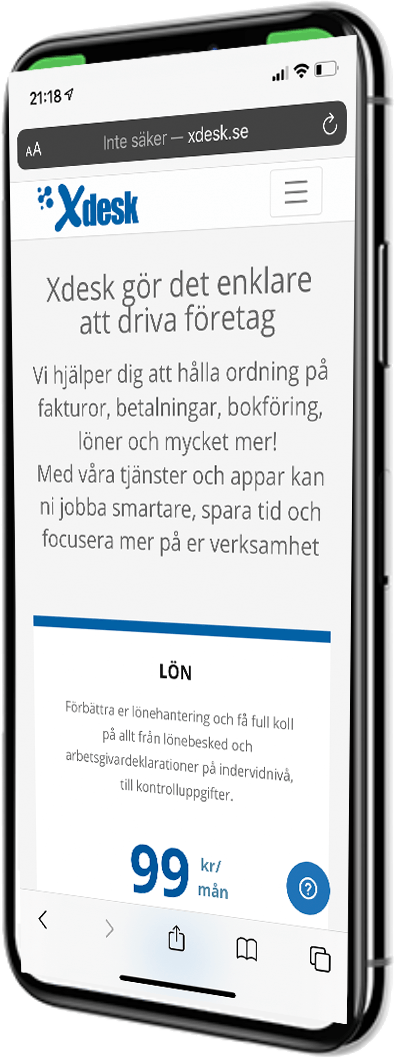 21:18
AA Inte säker — xdesk.se
Xdesk
Xdesk gör det enklare
att driva företag
Vi hjälper dig att hålla ordning på
fakturor, betalningar, bokföring,
löner och mycket mer!
Med våra tjänster och appar kan
ni jobba smartare, spara tid och
focusera mer på er verksamhet
LÖN
Förbättra er lönehantering och få full koll
på allt från lönebesked och
arbetsgivardeklarationer på indervidnivå,
till kontrolluppgifter.
99 kr/
mån